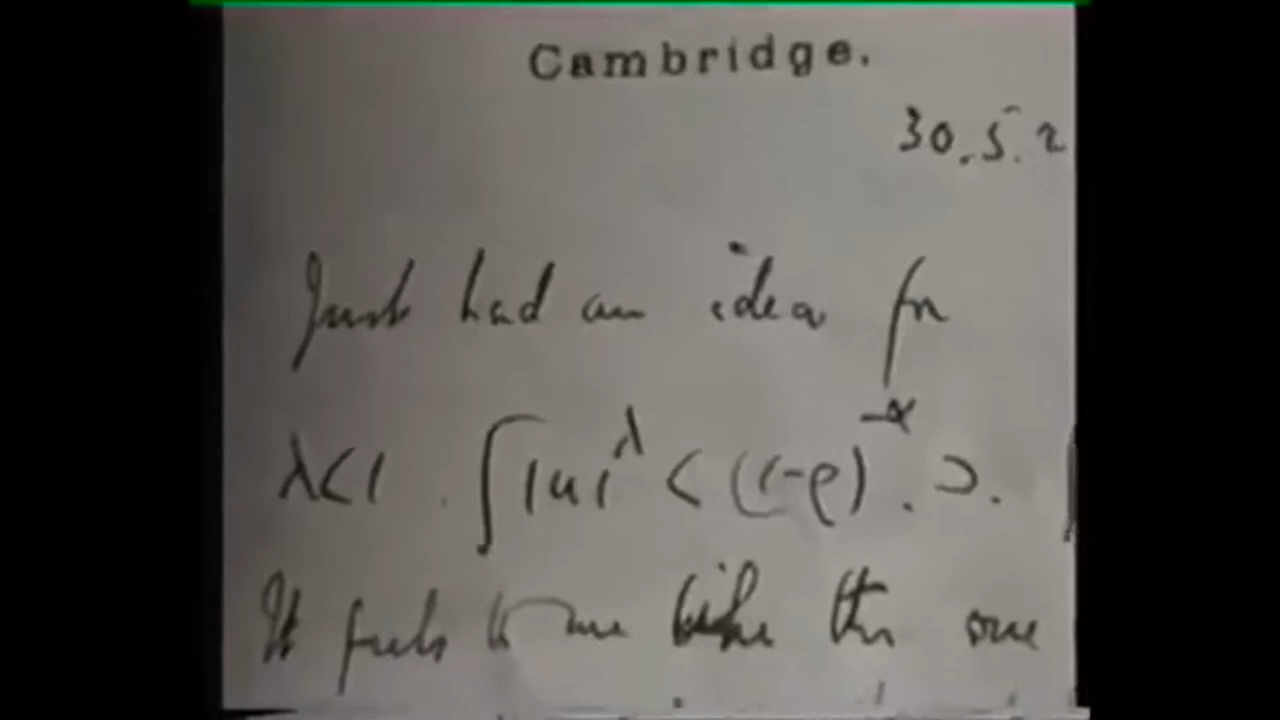 Cambridge.
30.5.2
Just had an idea for
λ<1 . ∫|u|^λ < (1-ρ)^-α . ⊃.
It feels to me like the one